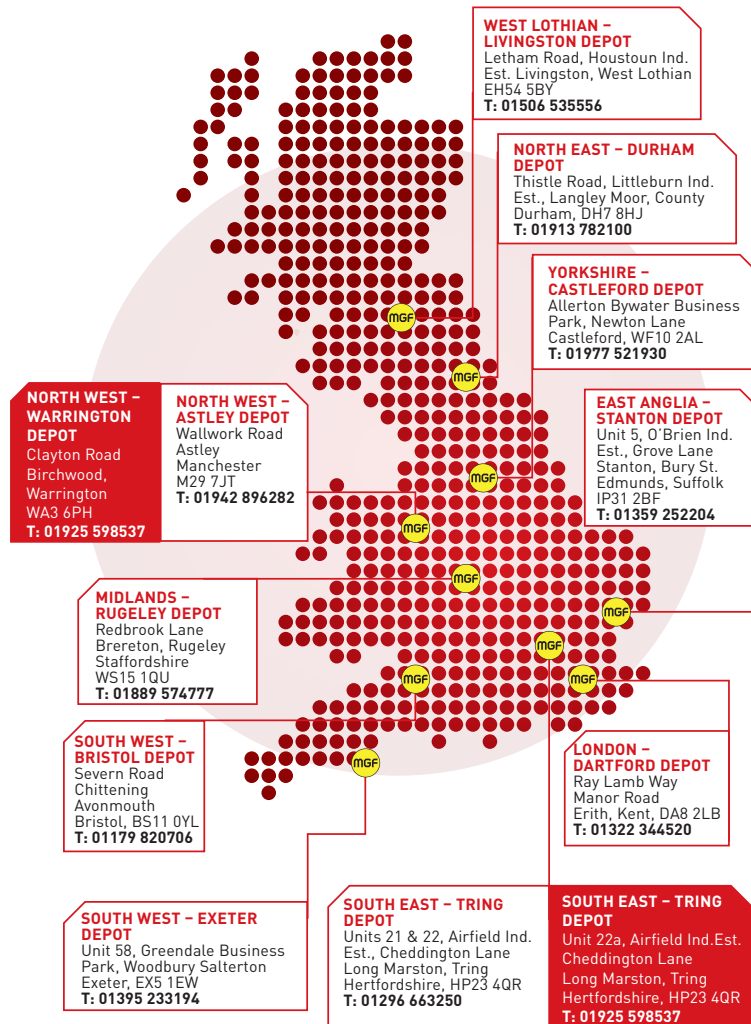 WEST LOTHIAN –
LIVINGSTON DEPOT
Letham Road, Houstoun Ind.
Est. Livingston, West Lothian
EH54 5BY
T: 01506 535556
NORTH EAST – DURHAM
DEPOT
Thistle Road, Littleburn Ind.
Est., Langley Moor, County
Durham, DH7 8HJ
T: 01913 782100
YORKSHIRE –
CASTLEFORD DEPOT
Allerton Bywater Business
Park, Newton Lane
Castleford, WF10 2AL
T: 01977 521930
MGF
MGF
NORTH WEST –
WARRINGTON
DEPOT
Clayton Road
Birchwood,
Warrington
WA3 6PH
T: 01925 598537
NORTH WEST –
ASTLEY DEPOT
Wallwork Road
Astley
Manchester
M29 7JT
T: 01942 896282
EAST ANGLIA –
STANTON DEPOT
Unit 5, O'Brien Ind.
Est., Grove Lane
Stanton, Bury St.
Edmunds, Suffolk
IP31 2BF
T: 01359 252204
MGF
MGF
MGF
MGF
MIDLANDS –
RUGELEY DEPOT
Redbrook Lane
Brereton, Rugeley
Staffordshire
WS15 1QU
T: 01889 574777
MGF
MGF
MGF
SOUTH WEST –
BRISTOL DEPOT
Severn Road
Chittening
Avonmouth
Bristol, BS11 0YL
T: 01179 820706
MGF
LONDON –
DARTFORD DEPOT
Ray Lamb Way
Manor Road
Erith, Kent, DA8 2LB
T: 01322 344520
SOUTH WEST – EXETER
DEPOT
Unit 58, Greendale Business
Park, Woodbury Salterton
Exeter, EX5 1EW
T: 01395 233194
SOUTH EAST – TRING
DEPOT
Units 21 & 22, Airfield Ind.
Est., Cheddington Lane
Long Marston, Tring
Hertfordshire, HP23 4QR
T: 01296 663250
SOUTH EAST – TRING
DEPOT
Unit 22a, Airfield Ind.Est.
Cheddington Lane
Long Marston, Tring
Hertfordshire, HP23 4QR
T: 01925 598537